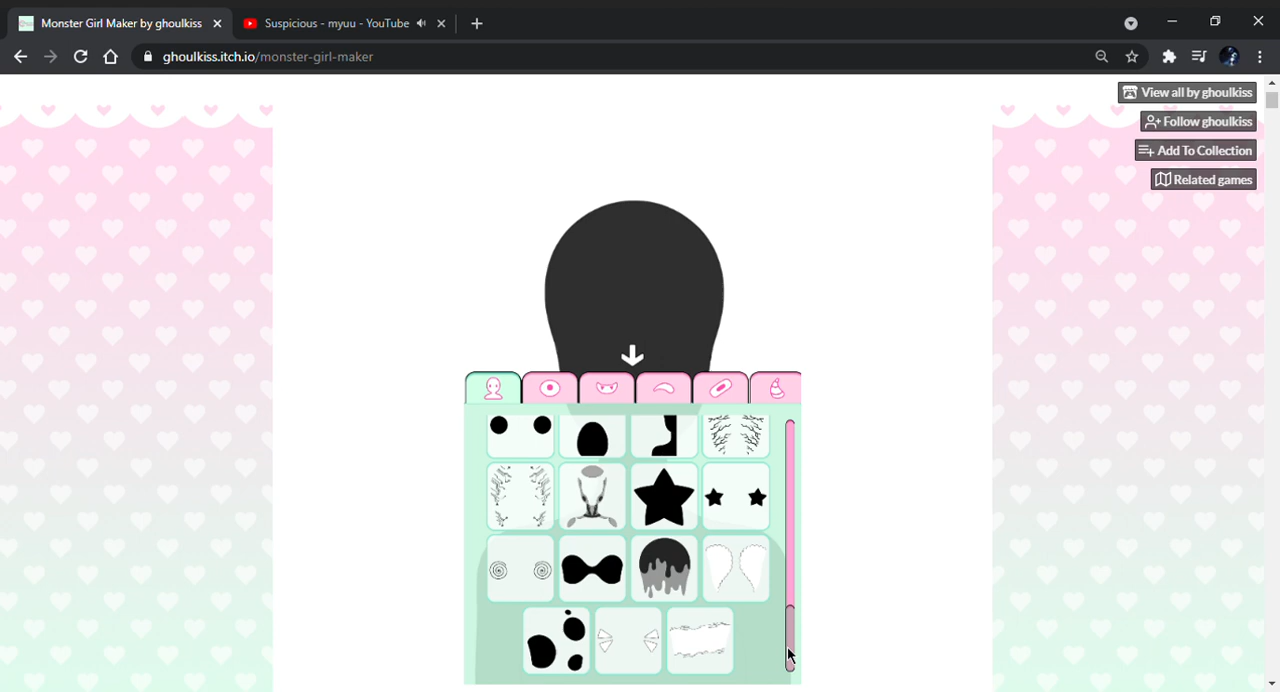 Monster Girl Maker by ghoulkiss
Suspicious - myuu - YouTube
ghoulkiss.itch.io/monster-girl-maker
View all by ghoulkiss
Follow ghoulkiss
Add To Collection
Related games